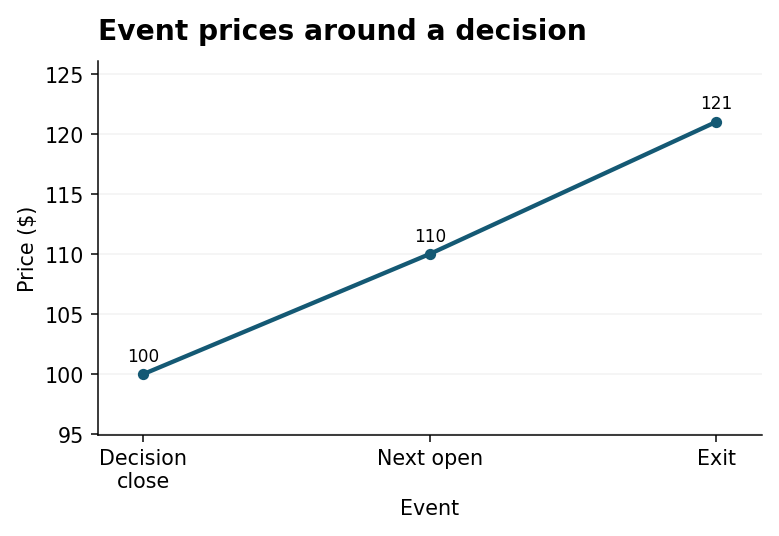 Event prices around a decision
Price ($)
125
120
115
110
105
100
95
100
110
121
Decision
close
Next open
Exit
Event